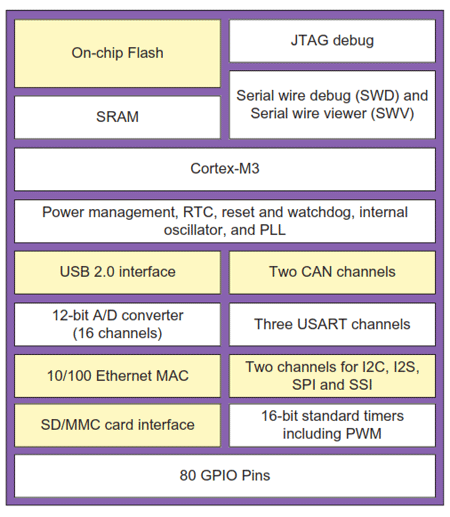 On-chip Flash
JTAG debug
SRAM
Serial wire debug (SWD) and
Serial wire viewer (SWV)
Cortex-M3
Power management, RTC, reset and watchdog, internal
oscillator, and PLL
USB 2.0 interface
Two CAN channels
12-bit A/D converter
(16 channels)
Three USART channels
10/100 Ethernet MAC
Two channels for I2C, I2S,
SPI and SSI
SD/MMC card interface
16-bit standard timers
including PWM
80 GPIO Pins